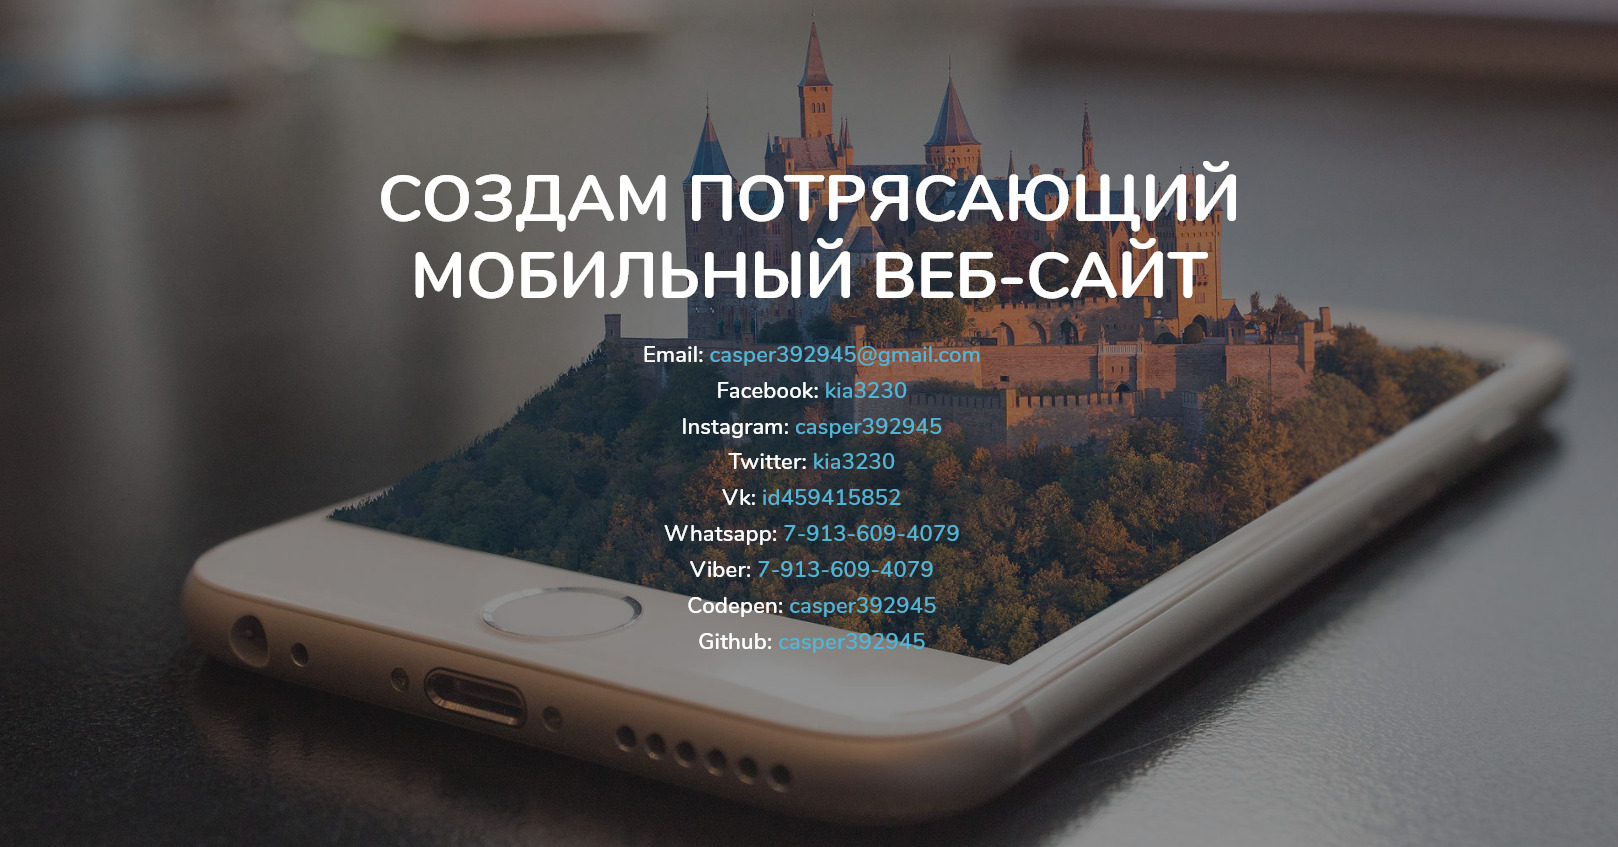 СОЗДАМ ПОТРЯСАЮЩИЙ
МОБИЛЬНЫЙ ВЕБ-САЙТ
Email: casper392945@gmail.com
Facebook: kia3230
Instagram: casper392945
Twitter: kia3230
Vk: id459415852
Whatsapp: 7-913-609-4079
Viber: 7-913-609-4079
Codepen: casper392945
Github: casper392945